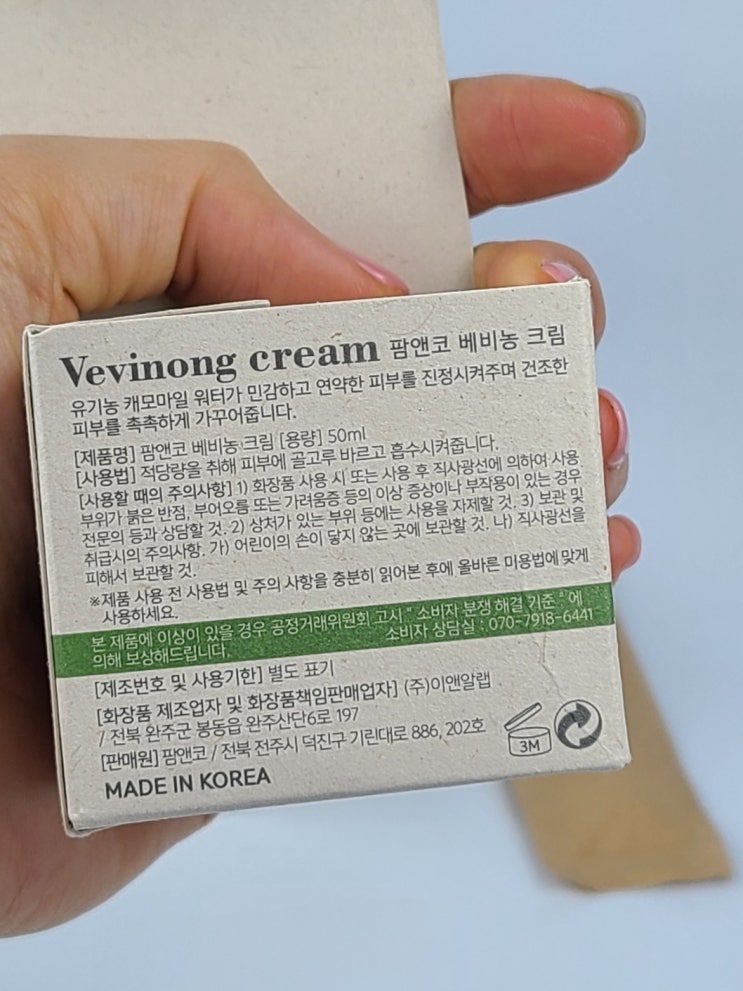 Vevinong cream 팜앤코 베비농 크림
유기농 캐모마일 워터가 민감하고 연약한 피부를 진정시켜주며 건조한
피부를 촉촉하게 가꾸어줍니다.
[제품명] 팜앤코 베비농 크림 [용량] 50ml
[사용법] 적당량을 취해 피부에 골고루 바르고 흡수시켜줍니다.
[사용할 때의 주의사항] 1) 화장품 사용 시 또는 사용 후 직사광선에 의하여 사용
부위가 붉은 반점, 부어오름 또는 가려움증 등의 이상 증상이나 부작용이 있는 경우
전문의 등과 상담할 것. 2) 상처가 있는 부위 등에는 사용을 자제할 것. 3) 보관 및
취급시의 주의사항. 가) 어린이의 손이 닿지 않는 곳에 보관할 것. 나) 직사광선을
피해서 보관할 것.
※제품 사용 전 사용법 및 주의 사항을 충분히 읽어본 후에 올바른 미용법에 맞게
사용하세요.
본 제품에 이상이 있을 경우 공정거래위원회 고시 " 소비자 분쟁 해결 기준 " 에
의해 보상해드립니다. 소비자 상담실 : 070-7918-6441
[제조번호 및 사용기한] 별도 표기
[화장품 제조업자 및 화장품책임판매업자] (주)이앤알랩
/ 전북 완주군 봉동읍 완주산단6로 197
[판매원] 팜앤코 / 전북 전주시 덕진구 기린대로 886, 202호
3M
MADE IN KOREA